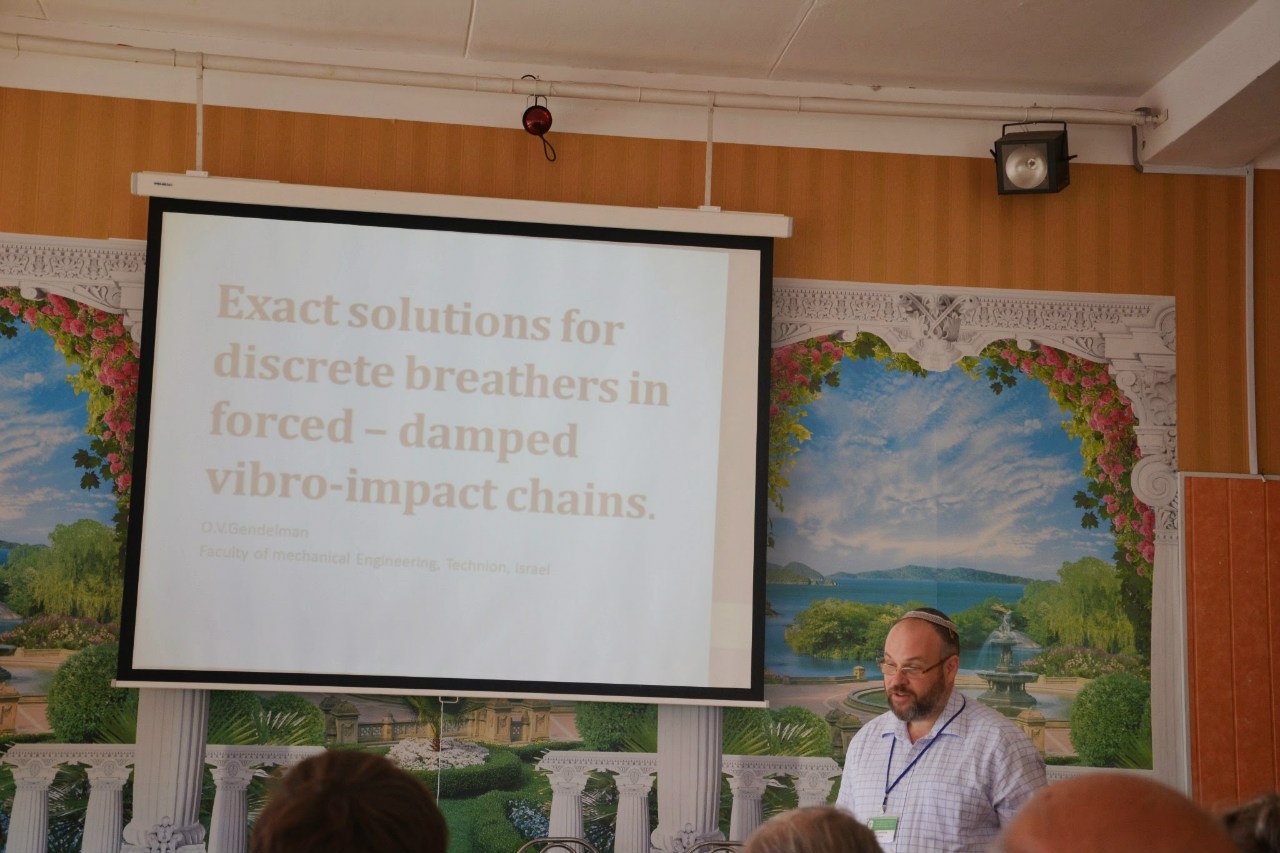 Exact solutions for
discrete breathers in
forced – damped
vibro-impact chains.
O.V.Gendelman
Faculty of mechanical Engineering, Technion, Israel